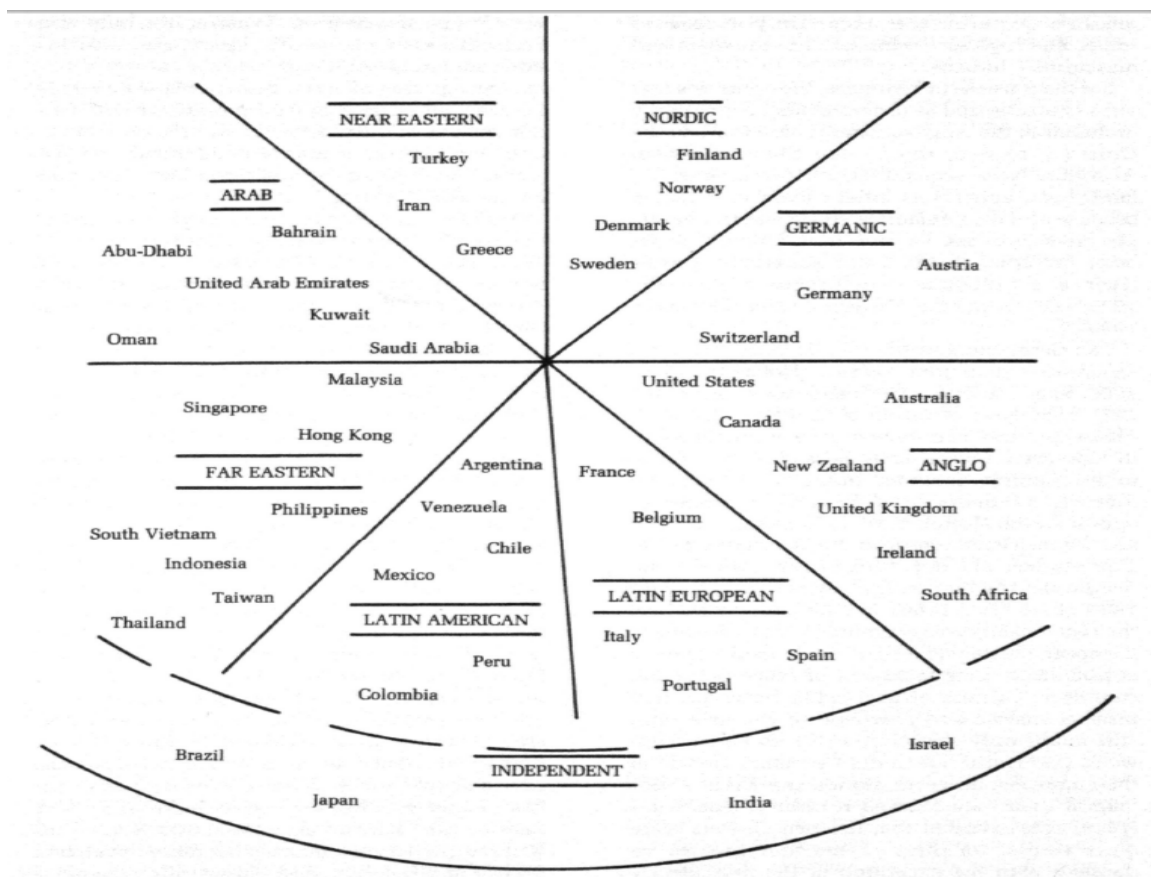 NEAR EASTERN
Turkey
Iran
Greece
NORDIC
Finland
Norway
Denmark
Sweden
ARAB
Bahrain
Abu-Dhabi
United Arab Emirates
Kuwait
Oman
Saudi Arabia
GERMANIC
Austria
Germany
Switzerland
Malaysia
Singapore
Hong Kong
FAR EASTERN
Philippines
South Vietnam
Indonesia
Taiwan
Thailand
Argentina
Venezuela
Chile
Mexico
LATIN AMERICAN
Peru
Colombia
France
Belgium
LATIN EUROPEAN
Italy
Spain
Portugal
United States
Australia
Canada
New Zealand
ANGLO
United Kingdom
Ireland
South Africa
Brazil
Israel
INDEPENDENT
Japan
India